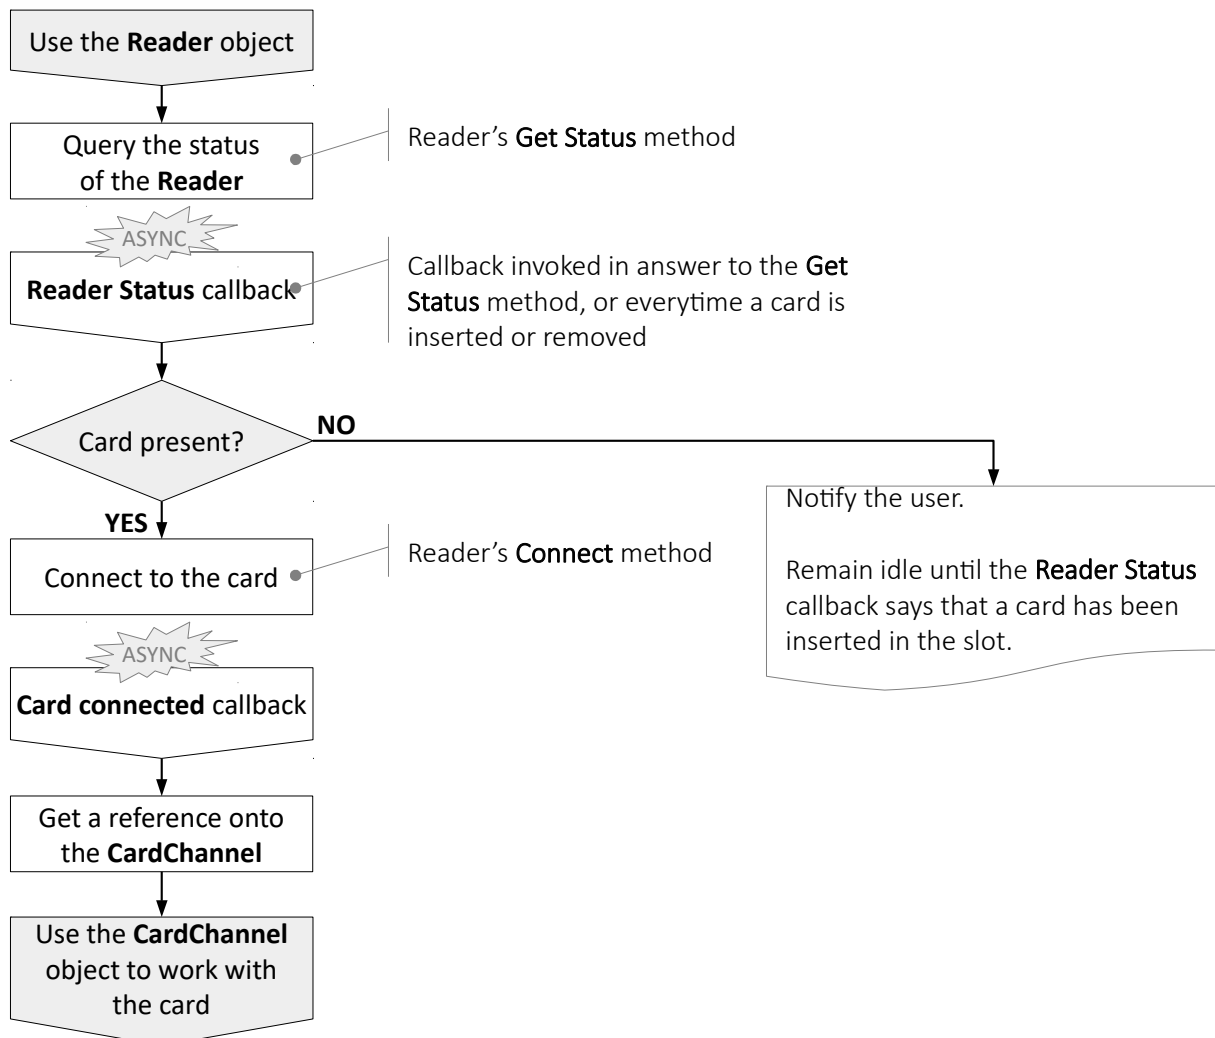 Use the Reader object
Query the status
of the Reader
Reader's Get Status method
ASYNC
Reader Status callback
Callback invoked in answer to the Get
Status method, or everytime a card is
inserted or removed
Card present?
NO
YES
Notify the user.
Remain idle until the Reader Status
callback says that a card has been
inserted in the slot.
Connect to the card
Reader's Connect method
ASYNC
Card connected callback
Get a reference onto
the CardChannel
Use the CardChannel
object to work with
the card